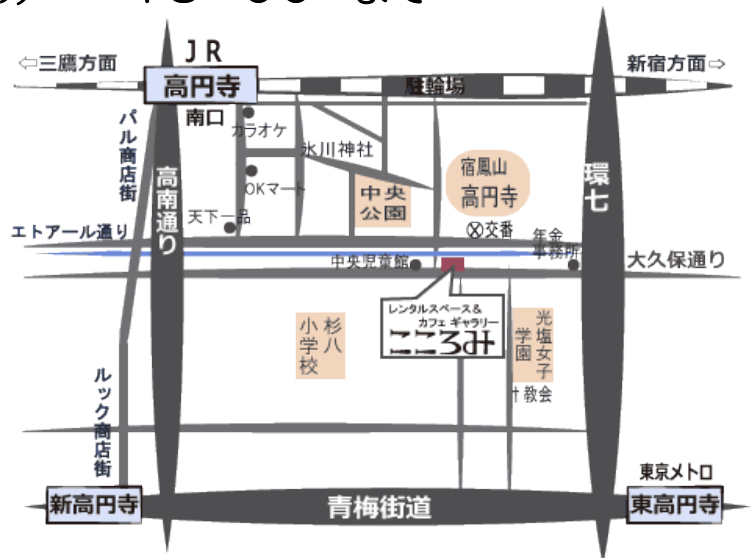 JR
⇦三鷹方面
新宿方面⇨
高円寺
駐輪場
南口
カラオケ
パル商店街
氷川神社
宿鳳山
高円寺
環七
高南通り
OKマート
中央
公園
天下一品
エトアール通り
交番
年金
事務所
中央児童館
大久保通り
レンタルスペース&
カフェ ギャラリー
こころみ
杉八
小学校
光塩女子
学園
教会
ルック商店街
東京メトロ
新高円寺
青梅街道
東高円寺